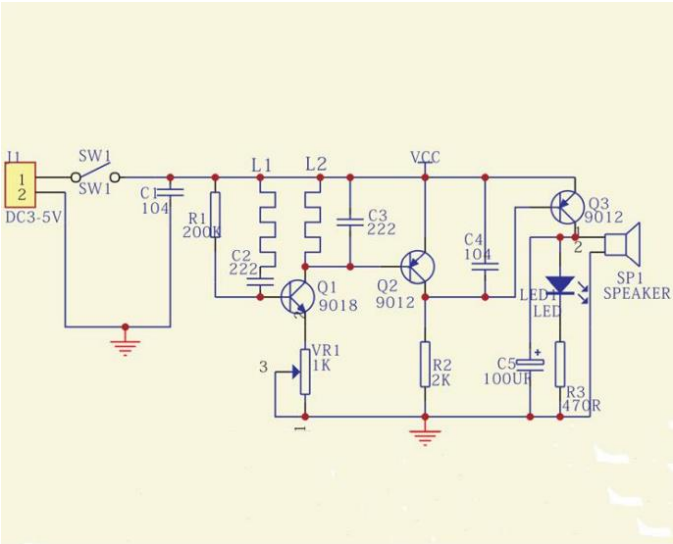 J1
1
2
DC3-5V
SW1
SW1
C1
104
R1
200K
L1
L2
C2
222
C3
222
Q1
9018
2
VR1
1K
3
1
VCC
Q2
9012
C4
104
R2
2K
Q3
9012
1
2
SP1
SPEAKER
LED1
LED
C5
100UF
+
R3
470R